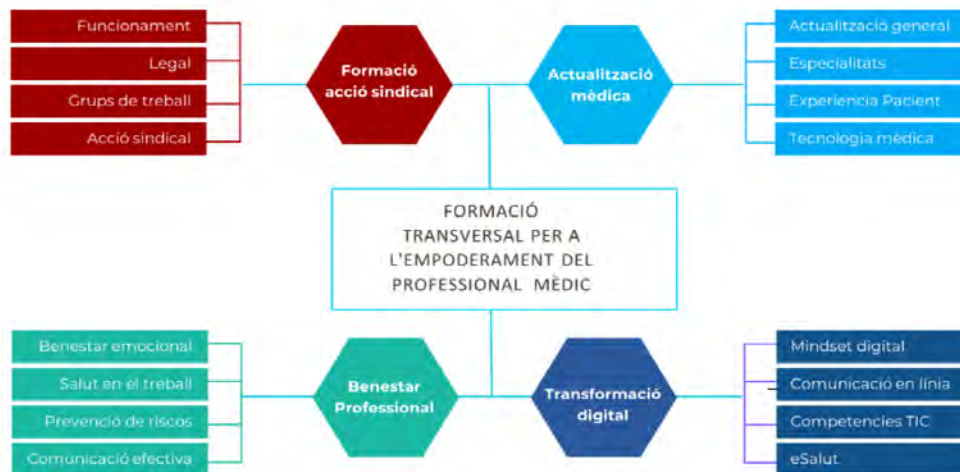 Funcionament
Legal
Grups de treball
Acció sindical
Formació
acció sindical
Actualització
mèdica
Actualització general
Especialitats
Experiencia Pacient
Tecnologia mèdica
FORMACIÓ
TRANSVERSAL PER A
L'EMPODERAMENT DEL
PROFESSIONAL MÈDIC
Benestar emocional
Salut en el treball
Prevenció de riscos
Comunicació efectiva
Benestar
Professional
Transformació
digital
Mindset digital
Comunicació en línia
Competencies TIC
eSalut